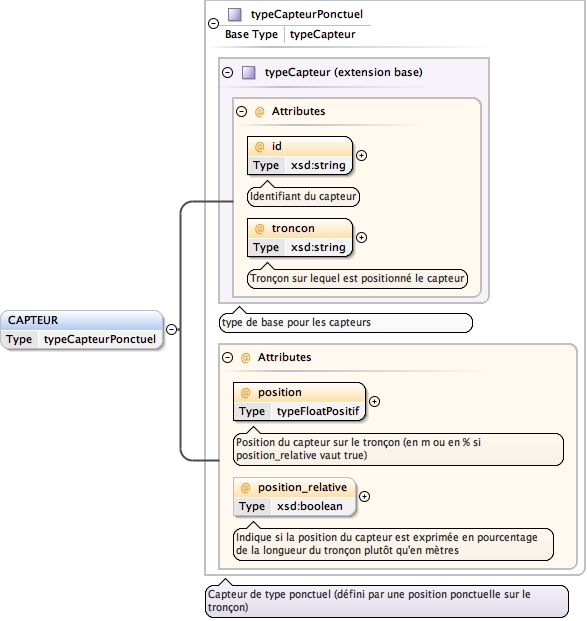 typeCapteurPonctuel
Base Type typeCapteur
typeCapteur (extension base)
@ Attributes
@ id
Type xsd:string
Identifiant du capteur
@ troncon
Type xsd:string
Tronçon sur lequel est positionné le capteur
CAPTEUR
Type typeCapteurPonctuel
type de base pour les capteurs
@ Attributes
@ position
Type typeFloatPositif
Position du capteur sur le tronçon (en m ou en % si
position_relative vaut true)
@ position_relative
Type xsd:boolean
Indique si la position du capteur est exprimée en pourcentage
de la longueur du tronçon plutôt qu'en mètres
Capteur de type ponctuel (défini par une position ponctuelle sur le
tronçon)